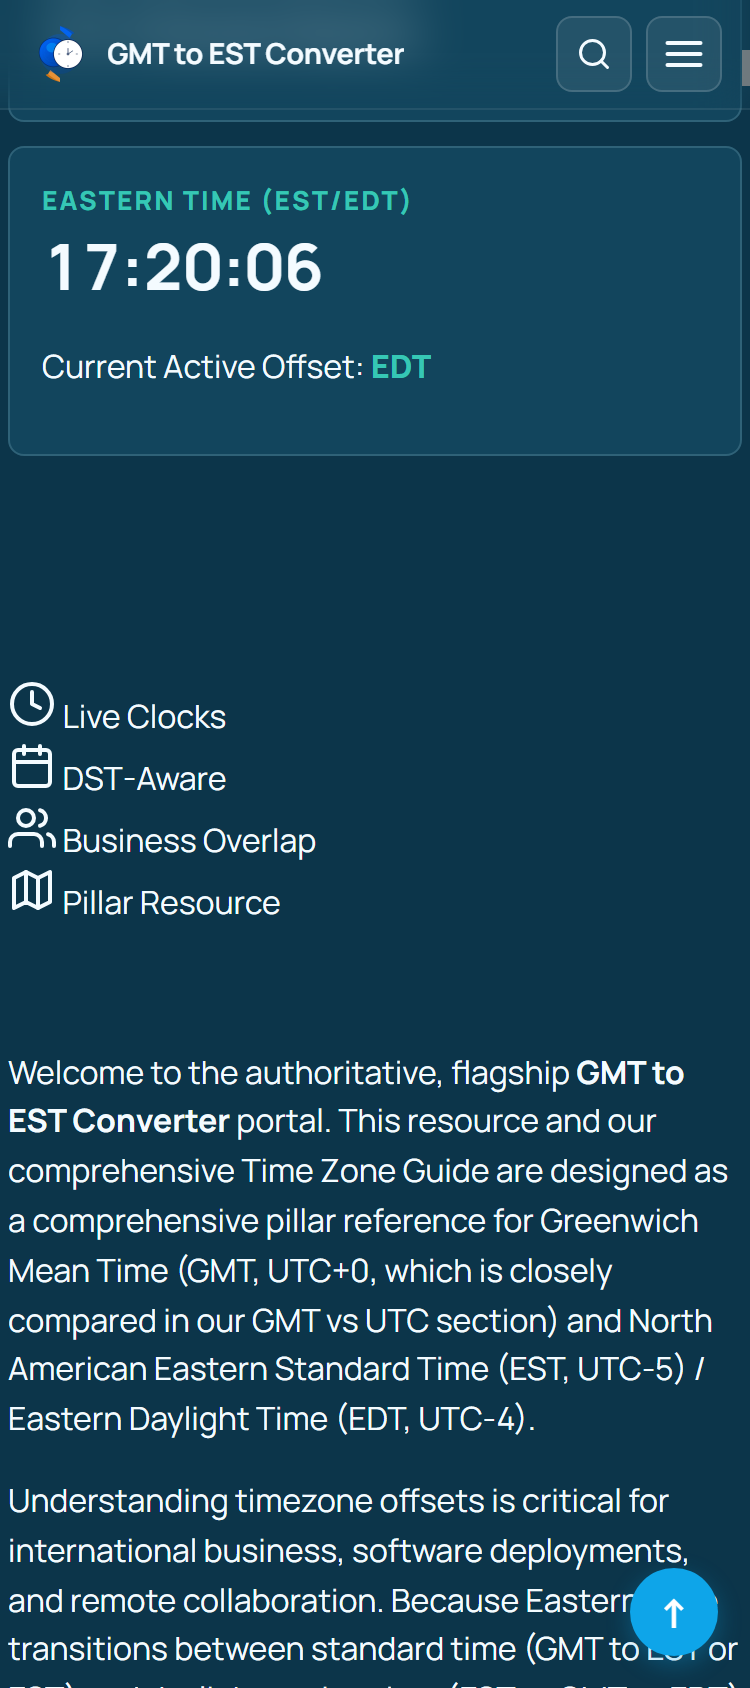 GMT to EST Converter
EASTERN TIME (EST/EDT)
17:20:06
Current Active Offset: EDT
Live Clocks
DST-Aware
Business Overlap
Pillar Resource
Welcome to the authoritative, flagship GMT to
EST Converter portal. This resource and our
comprehensive Time Zone Guide are designed as
a comprehensive pillar reference for Greenwich
Mean Time (GMT, UTC+0, which is closely
compared in our GMT vs UTC section) and North
American Eastern Standard Time (EST, UTC-5) /
Eastern Daylight Time (EDT, UTC-4).
Understanding timezone offsets is critical for
international business, software deployments,
and remote collaboration. Because Eastern
transitions between standard time (GMT to EST or